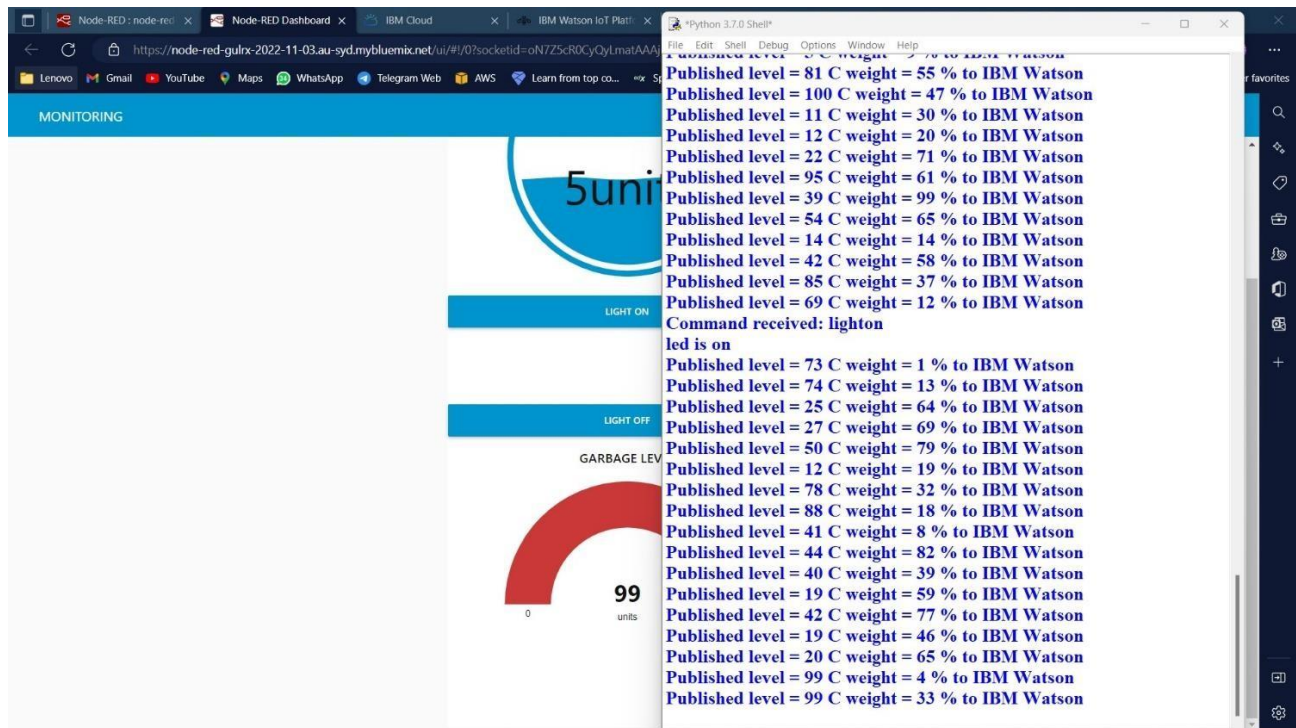 Node-RED : node-red
Node-RED Dashboard
IBM Cloud
IBM Watson IoT Platf
https://node-red-gulrx-2022-11-03.au-syd.mybluemix.net/ui/#!/0?socketid=
Lenovo
Gmail
YouTube
Maps
WhatsApp
Telegram Web
AWS
Learn from top co...
Sp
r favorites
MONITORING
5unit
LIGHT ON
LIGHT OFF
GARBAGE LEV
99
0
units
*Python 3.7.0 Shell*
File Edit Shell Debug Options Window Help
Published level = 81 C weight = 55 % to IBM Watson
Published level = 100 C weight = 47 % to IBM Watson
Published level = 11 C weight = 30 % to IBM Watson
Published level = 12 C weight = 20 % to IBM Watson
Published level = 22 C weight = 71 % to IBM Watson
Published level = 95 C weight = 61 % to IBM Watson
Published level = 39 C weight = 99 % to IBM Watson
Published level = 54 C weight = 65 % to IBM Watson
Published level = 14 C weight = 14 % to IBM Watson
Published level = 42 C weight = 58 % to IBM Watson
Published level = 85 C weight = 37 % to IBM Watson
Published level = 69 C weight = 12 % to IBM Watson
Command received: lighton
led is on
Published level = 73 C weight = 1 % to IBM Watson
Published level = 74 C weight = 13 % to IBM Watson
Published level = 25 C weight = 64 % to IBM Watson
Published level = 27 C weight = 69 % to IBM Watson
Published level = 50 C weight = 79 % to IBM Watson
Published level = 12 C weight = 19 % to IBM Watson
Published level = 78 C weight = 32 % to IBM Watson
Published level = 88 C weight = 18 % to IBM Watson
Published level = 41 C weight = 8 % to IBM Watson
Published level = 44 C weight = 82 % to IBM Watson
Published level = 40 C weight = 39 % to IBM Watson
Published level = 19 C weight = 59 % to IBM Watson
Published level = 42 C weight = 77 % to IBM Watson
Published level = 19 C weight = 46 % to IBM Watson
Published level = 20 C weight = 65 % to IBM Watson
Published level = 99 C weight = 4 % to IBM Watson
Published level = 99 C weight = 33 % to IBM Watson